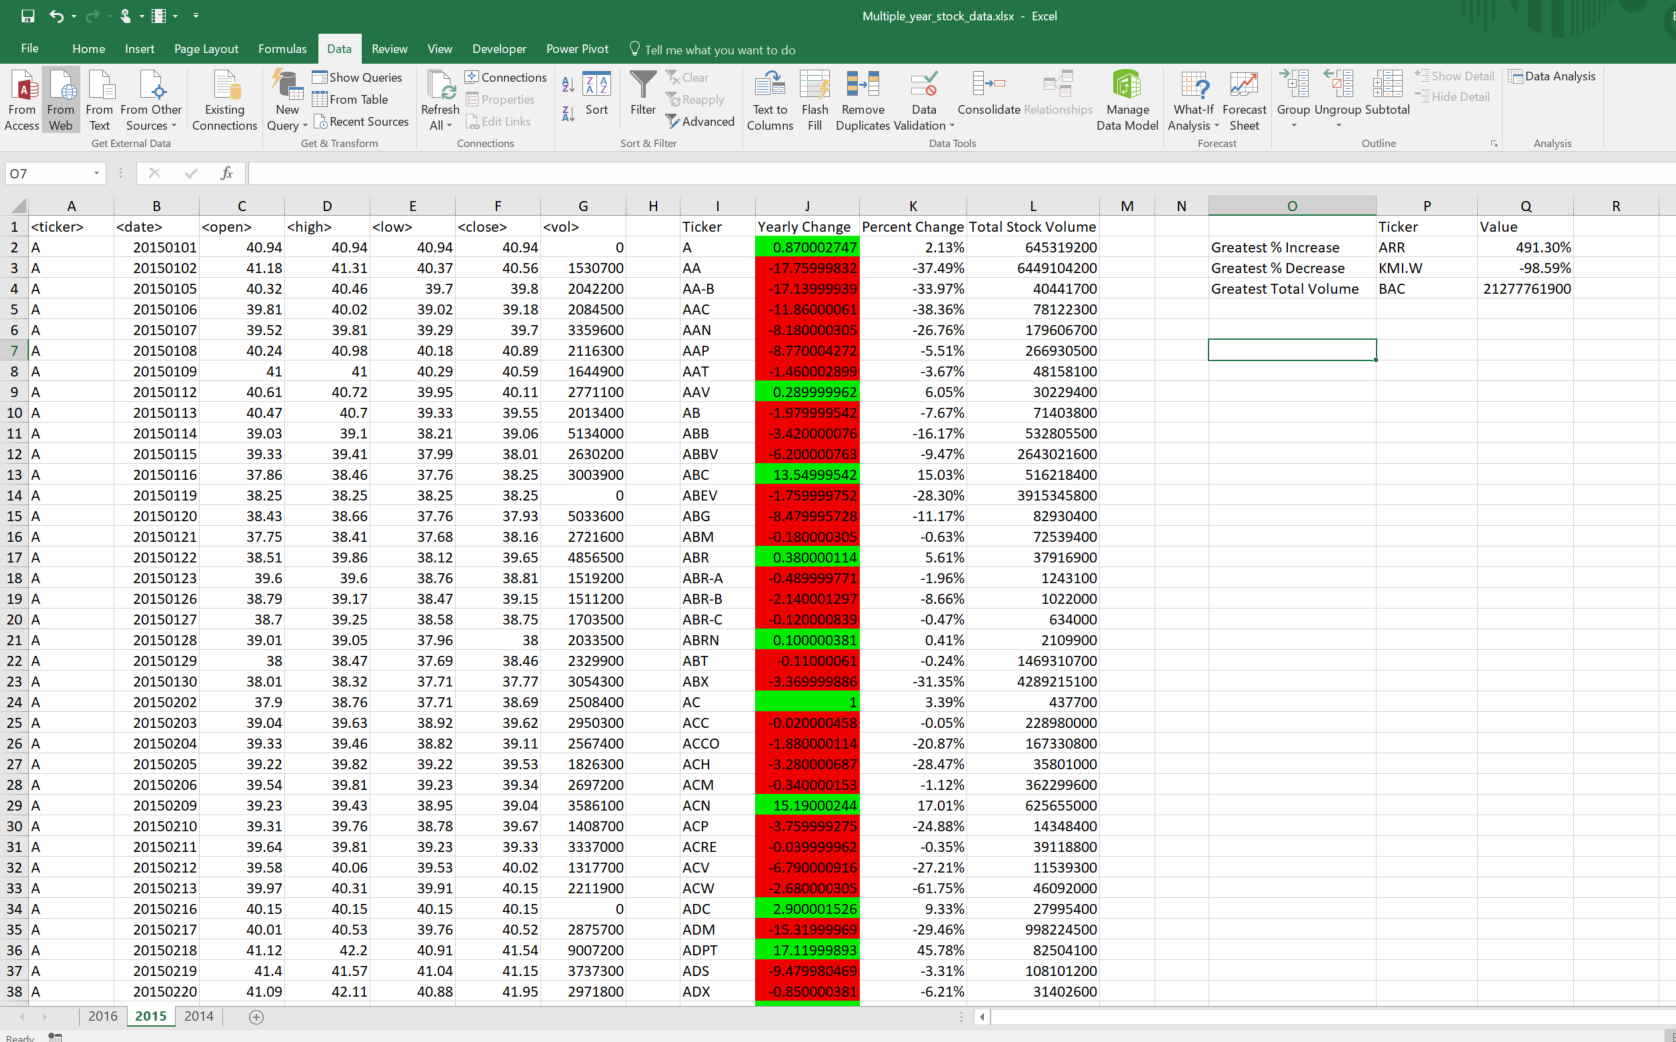 Multiple_year_stock_data.xlsx - Excel
File Home Insert Page Layout Formulas Data Review View Developer Power Pivot Tell me what you want to do
From Access From Web From Text From Other Sources Existing Connections New Query Show Queries From Table Recent Sources Refresh All Connections Properties Edit Links Sort Filter Clear Reapply Advanced Text to Columns Flash Fill Remove Duplicates Data Validation Consolidate Relationships Manage Data Model What-If Analysis Forecast Sheet Group Ungroup Subtotal Show Detail Hide Detail Data Analysis
Get External Data Get & Transform Connections Sort & Filter Data Tools Forecast Outline Analysis
O7 fx
A B C D E F G H I J K L M N O P Q R
1 <ticker> <date> <open> <high> <low> <close> <vol> Ticker Yearly Change Percent Change Total Stock Volume Ticker Value
2 A 20150101 40.94 40.94 40.94 40.94 0 A 0.870002747 2.13% 645319200 Greatest % Increase ARR 491.30%
3 A 20150102 41.18 41.31 40.37 40.56 1530700 AA -17.75999832 -37.49% 6449104200 Greatest % Decrease KMI.W -98.59%
4 A 20150105 40.32 40.46 39.7 39.8 2042200 AA-B -17.13999939 -33.97% 40441700 Greatest Total Volume BAC 21277761900
5 A 20150106 39.81 40.02 39.02 39.18 2084500 AAC -11.86000061 -38.36% 78122300
6 A 20150107 39.52 39.81 39.23 39.7 3359600 AAN -8.180000305 -26.76% 179606700
7 A 20150108 40.24 40.98 40.18 40.89 2116300 AAP -8.770004272 -5.51% 266930500
8 A 20150109 41 41 40.29 40.59 1644900 AAT -1.460002899 -3.67% 48158100
9 A 20150112 40.61 40.72 39.95 40.11 2771100 AAV 0.289999962 6.05% 30229400
10 A 20150113 40.47 40.7 39.33 39.55 2013400 AB -1.979999542 -7.67% 71403800
11 A 20150114 39.03 39.1 38.21 39.06 5134000 ABB -3.420000076 -16.17% 532805500
12 A 20150115 39.33 39.41 37.99 38.01 2630200 ABBV -6.200000763 -9.47% 2643021600
13 A 20150116 37.86 38.46 37.76 38.25 3003900 ABC 13.54999542 15.03% 516218400
14 A 20150119 38.25 38.25 38.25 38.25 0 ABEV -1.759999752 -28.30% 3915345800
15 A 20150120 38.43 38.66 37.76 37.93 5033600 ABG -8.479995728 -11.17% 82930400
16 A 20150121 37.75 38.41 37.68 38.16 2721600 ABM -0.180000305 -0.63% 72539400
17 A 20150122 38.51 39.86 38.12 39.65 4856500 ABR 0.380000114 5.61% 37916900
18 A 20150123 39.6 39.6 38.76 38.81 1519200 ABR-A -0.489999771 -1.96% 1243100
19 A 20150126 38.79 39.17 38.47 39.15 1511200 ABR-B -2.140001297 -8.66% 1022000
20 A 20150127 38.7 39.25 38.58 38.75 1703500 ABR-C -0.120000839 -0.47% 634000
21 A 20150128 39.01 39.05 37.96 38 2033500 ABRN 0.100000381 0.41% 2109900
22 A 20150129 38 38.47 37.69 38.46 2329900 ABT -0.11000061 -0.24% 1469310700
23 A 20150130 38.01 38.32 37.71 37.77 3054300 ABX -3.369999886 -31.35% 4289215100
24 A 20150202 37.9 38.76 37.71 38.69 2508400 AC 1 3.39% 437700
25 A 20150203 39.04 39.63 38.92 39.62 2950300 ACC -0.020000458 -0.05% 228980000
26 A 20150204 39.33 39.46 38.82 39.11 2567400 ACCO -1.880000114 -20.87% 167330800
27 A 20150205 39.22 39.82 39.22 39.53 1826300 ACH -3.280000687 -28.47% 35801000
28 A 20150206 39.54 39.81 39.23 39.34 2697200 ACM -0.340000153 -1.12% 362299600
29 A 20150209 39.23 39.43 38.95 39.04 3586100 ACN 15.19000244 17.01% 625655000
30 A 20150210 39.31 39.76 38.78 39.67 1408700 ACP -3.759999275 -24.88% 14348400
31 A 20150211 39.64 39.81 39.23 39.33 3337000 ACRE -0.039999962 -0.35% 39118800
32 A 20150212 39.58 40.06 39.53 40.02 1317700 ACV -6.790000916 -27.21% 11539300
33 A 20150213 39.97 40.31 39.91 40.15 2211900 ACW -2.680000305 -61.75% 46092000
34 A 20150216 40.15 40.15 40.15 40.15 0 ADC 2.900001526 9.33% 27995400
35 A 20150217 40.01 40.53 39.76 40.52 2875700 ADM -15.31999969 -29.46% 998224500
36 A 20150218 41.12 42.2 40.91 41.54 9007200 ADPT 17.11999893 45.78% 82504100
37 A 20150219 41.4 41.57 41.04 41.15 3737300 ADS -9.479980469 -3.31% 108101200
38 A 20150220 41.09 42.11 40.88 41.95 2971800 ADX -0.850000381 -6.21% 31402600
2016 2015 2014
Ready